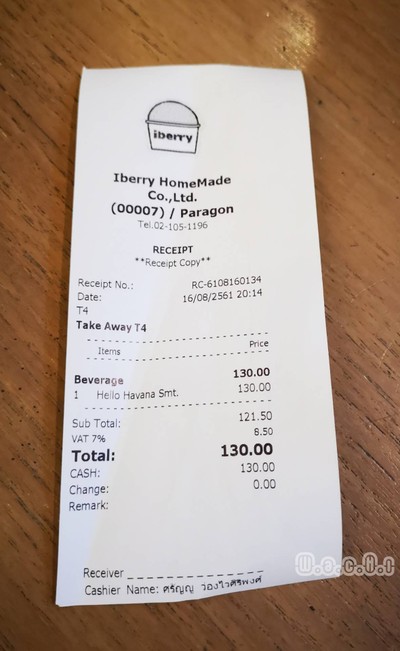 iberry
Iberry HomeMade
Co.,Ltd.
(00007) / Paragon
Tel.02-105-1196
RECEIPT
**Receipt Copy**
Receipt No.: RC-6108160134
Date: 16/08/2561 20:14
T4
Take Away T4
Items Price
Beverage 130.00
1 Hello Havana Smt. 130.00
Sub Total: 121.50
VAT 7% 8.50
Total: 130.00
CASH: 130.00
Change: 0.00
Remark:
Receiver
Cashier Name: ศรัญญู ว่องไวศิริพงศ์